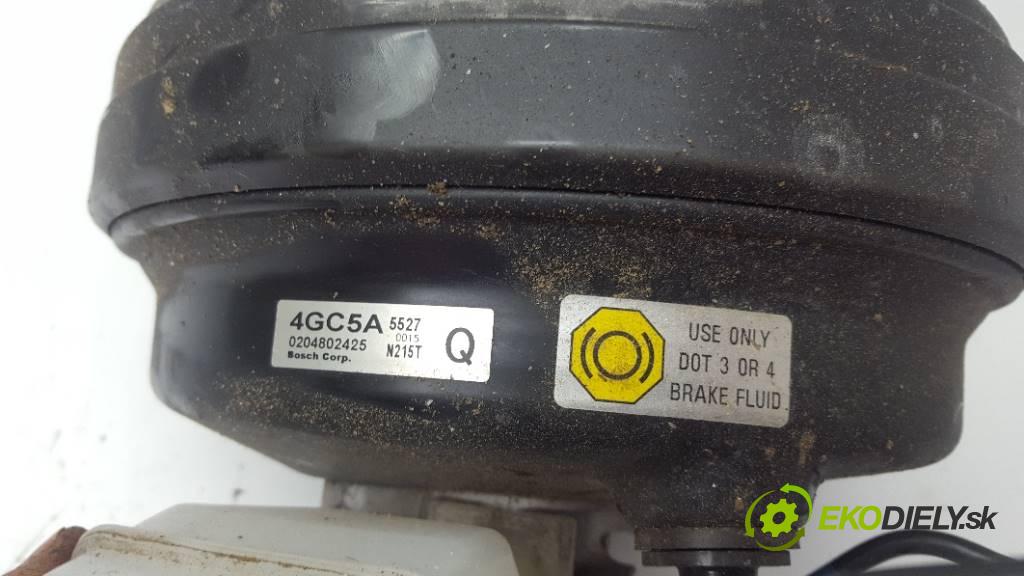 4GC5A 5527
0204802425 0015
Bosch Corp. N215T Q
USE ONLY
DOT 3 OR 4
BRAKE FLUID
EKODIELY.sk